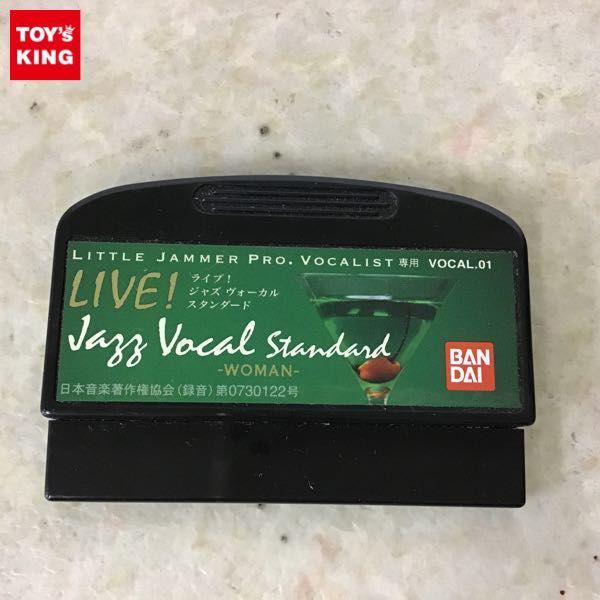 TOY's
KING
LITTLE JAMMER PRO. VOCALIST 専用 VOCAL.01
LIVE!
ライブ!
ジャズ ヴォーカル
スタンダード
Jazz Vocal Standard
-WOMAN-
BAN
DAI
日本音楽著作権協会(録音)第0730122号